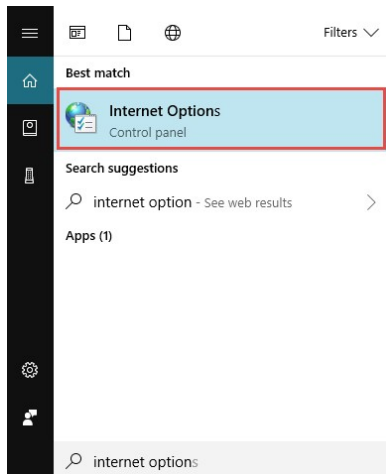 Filters
Best match
Internet Options
Control panel
Search suggestions
internet option - See web results
Apps (1)
internet options